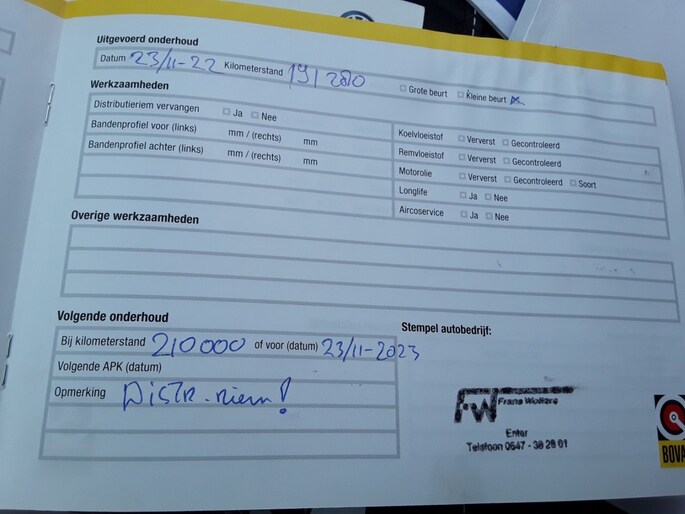 Uitgevoerd onderhoud
Datum 23/11-22 Kilometerstand 191280 Grote beurt Kleine beurt
Werkzaamheden
Distributieriem vervangen Ja Nee
Bandenprofiel voor (links) mm / (rechts) mm
Bandenprofiel achter (links) mm / (rechts) mm
Koelvloeistof Ververst Gecontroleerd
Remvloeistof Ververst Gecontroleerd
Motorolie Ververst Gecontroleerd Soort
Longlife Ja Nee
Aircoservice Ja Nee
Overige werkzaamheden
Volgende onderhoud
Bij kilometerstand 210000 of voor (datum) 23/11-2023
Volgende APK (datum)
Opmerking Distr.riem!
Stempel autobedrijf:
FW
Frans Wolters
Enter
Telefoon 0647 - 38 28 01
BOVA